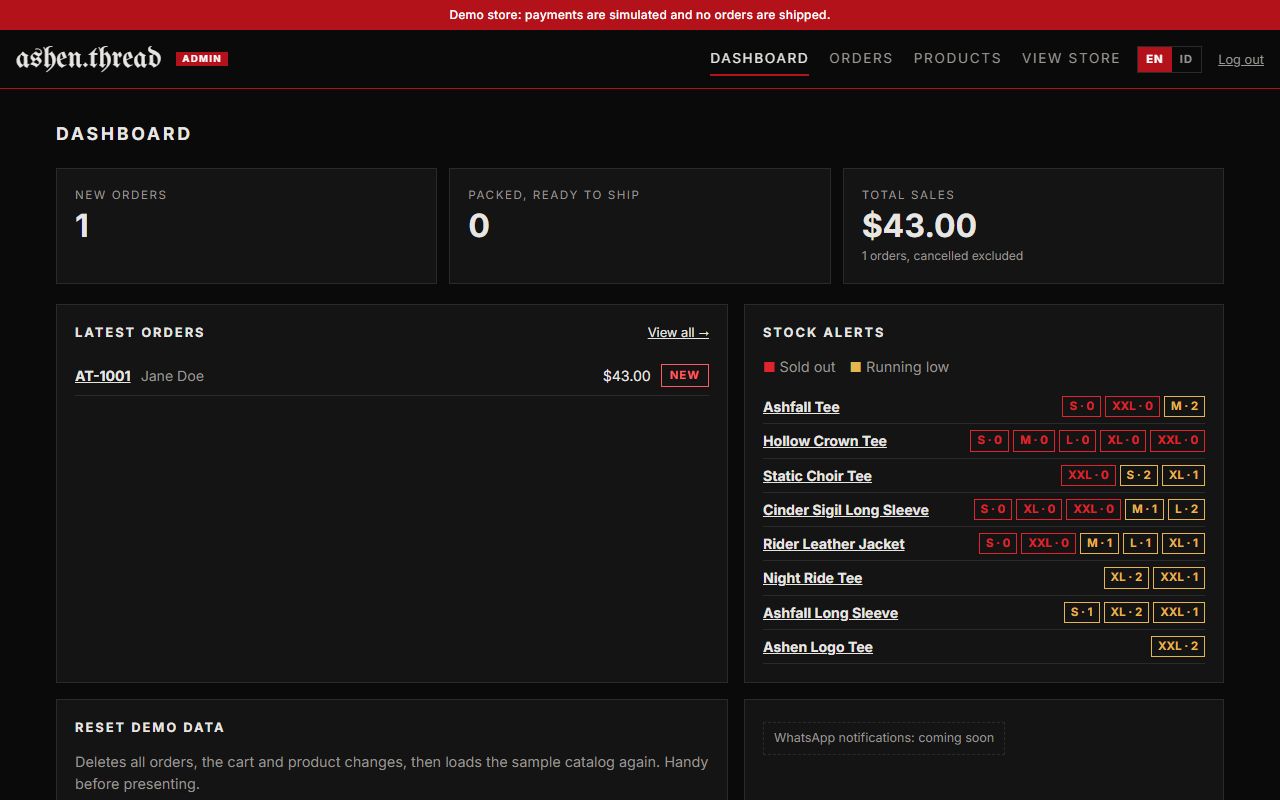 Demo store: payments are simulated and no orders are shipped.
ashen.thread ADMIN DASHBOARD ORDERS PRODUCTS VIEW STORE EN ID Log out
DASHBOARD
NEW ORDERS
1
PACKED, READY TO SHIP
0
TOTAL SALES
$43.00
1 orders, cancelled excluded
LATEST ORDERS View all →
AT-1001 Jane Doe $43.00 NEW
STOCK ALERTS
Sold out Running low
Ashfall Tee S · 0 XXL · 0 M · 2
Hollow Crown Tee S · 0 M · 0 L · 0 XL · 0 XXL · 0
Static Choir Tee XXL · 0 S · 2 XL · 1
Cinder Sigil Long Sleeve S · 0 XL · 0 XXL · 0 M · 1 L · 2
Rider Leather Jacket S · 0 XXL · 0 M · 1 L · 1 XL · 1
Night Ride Tee XL · 2 XXL · 1
Ashfall Long Sleeve S · 1 XL · 2 XXL · 1
Ashen Logo Tee XXL · 2
RESET DEMO DATA
Deletes all orders, the cart and product changes, then loads the sample catalog again. Handy
before presenting.
WhatsApp notifications: coming soon